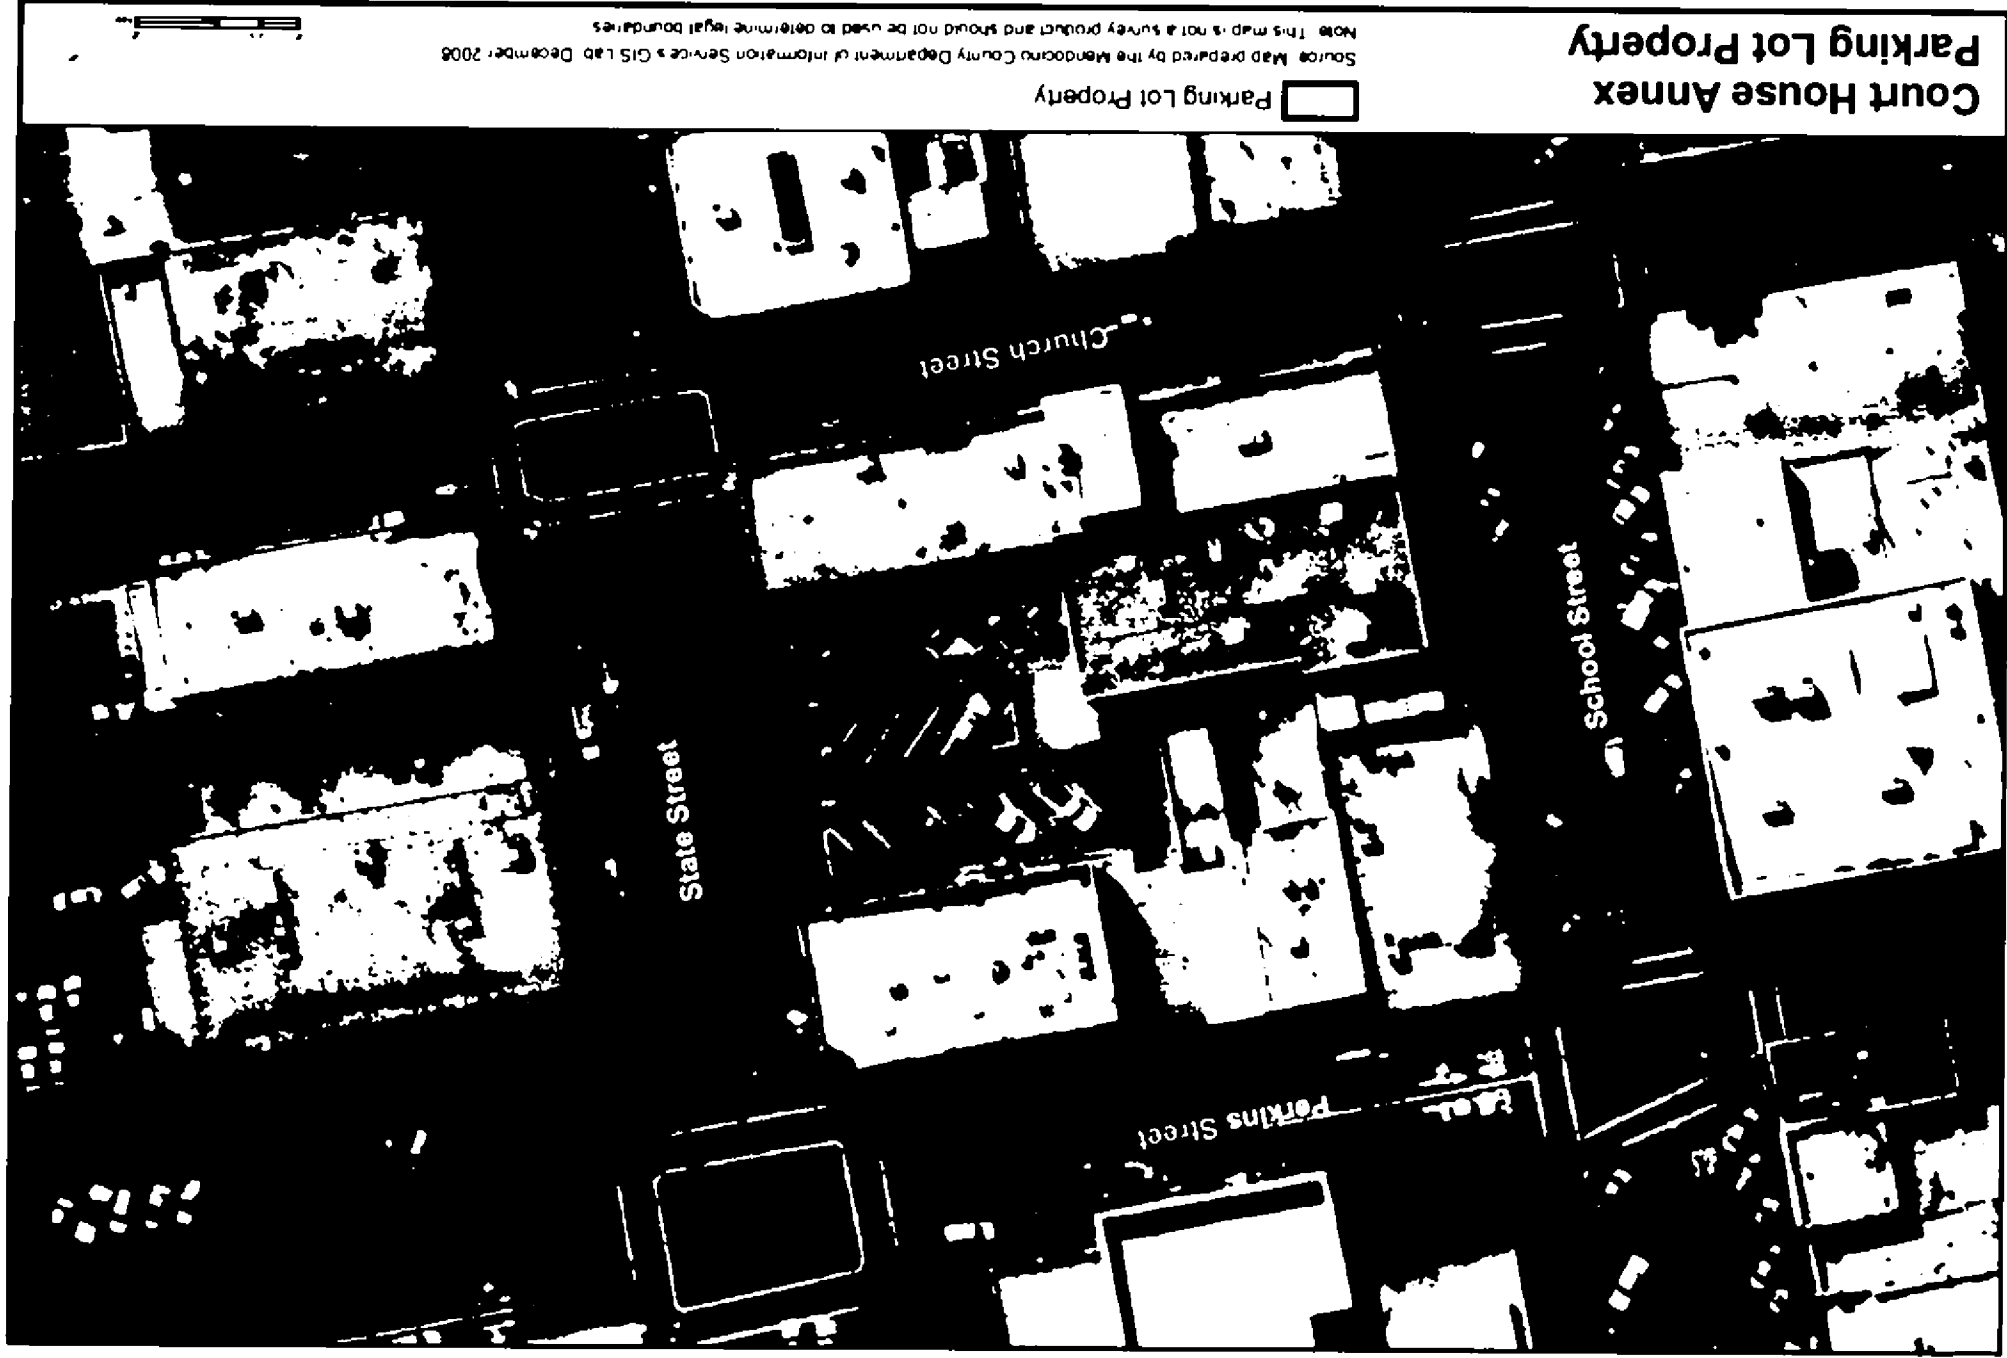 Perkins Street
State Street
School Street
Church Street
Court House Annex
Parking Lot Property
Parking Lot Property
Source Map prepared by the Mendocino County Department of Information Service s GIS Lab December 2008
Note This map is not a survey product and should not be used to determine legal boundaries